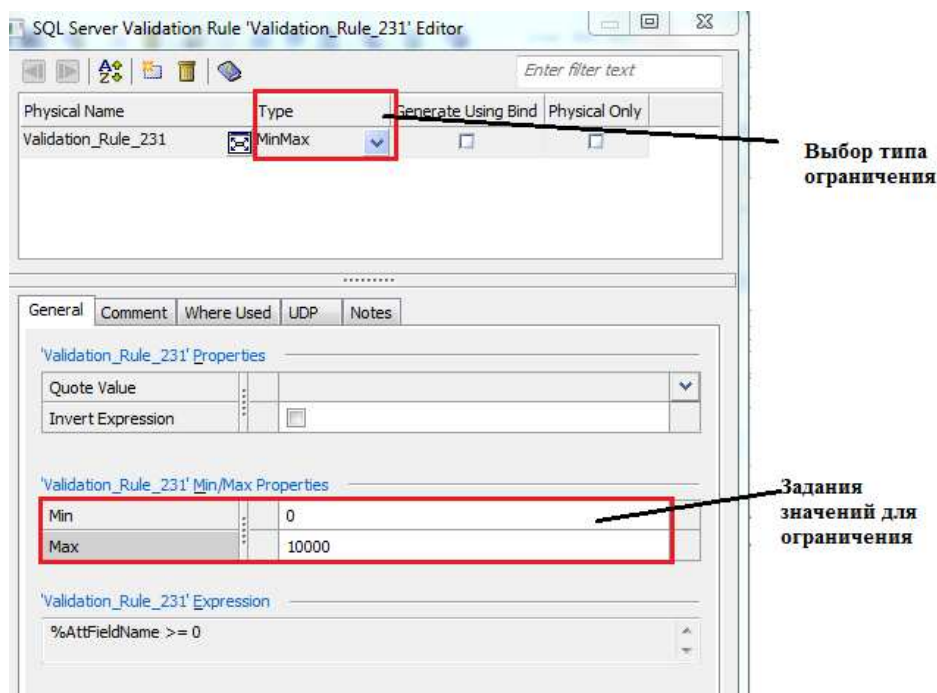 SQL Server Validation Rule 'Validation_Rule_231' Editor
Enter filter text
Physical Name Type Generate Using Bind Physical Only
Validation_Rule_231 MinMax
Выбор типа
ограничения
General Comment Where Used UDP Notes
'Validation_Rule_231' Properties
Quote Value
Invert Expression
'Validation_Rule_231' Min/Max Properties
Min 0
Max 10000
Задания
значений для
ограничения
'Validation_Rule_231' Expression
%AttFieldName >= 0